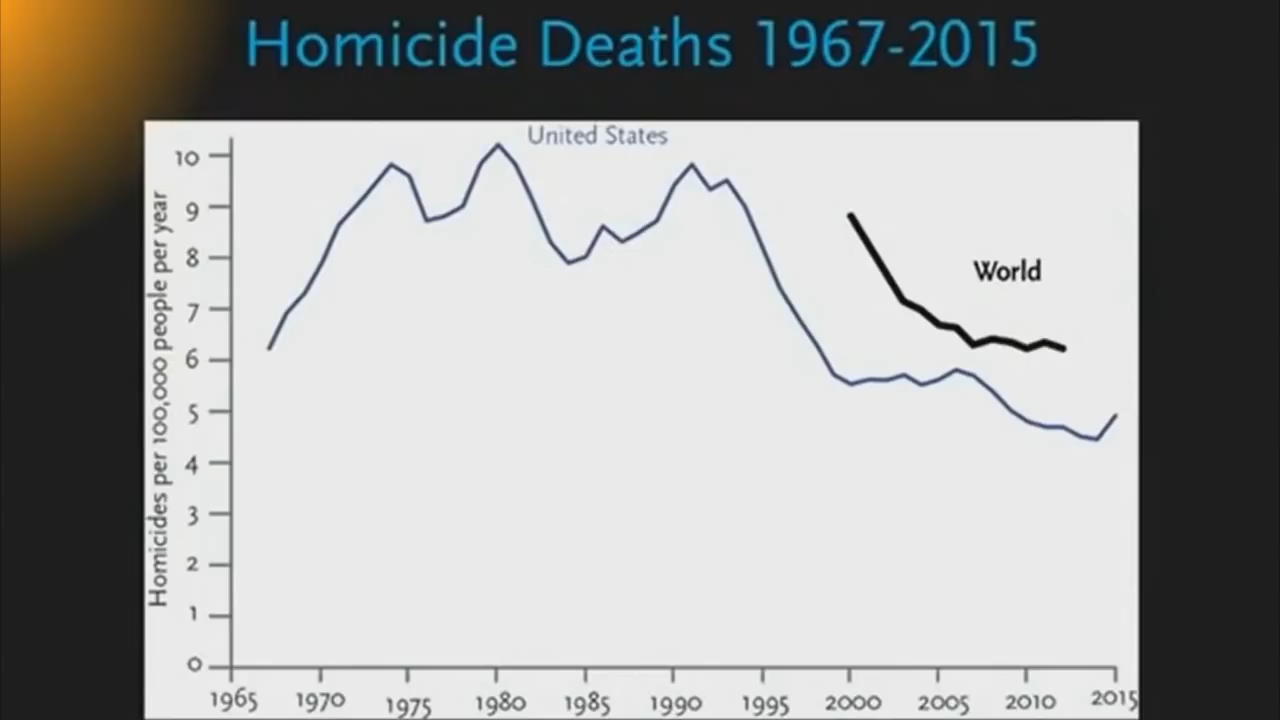 Homicide Deaths 1967-2015
United States
World
Homicides per 100,000 people per year
10
9
8
7
6
5
4
3
2
1
0
1965 1970 1975 1980 1985 1990 1995 2000 2005 2010 2015